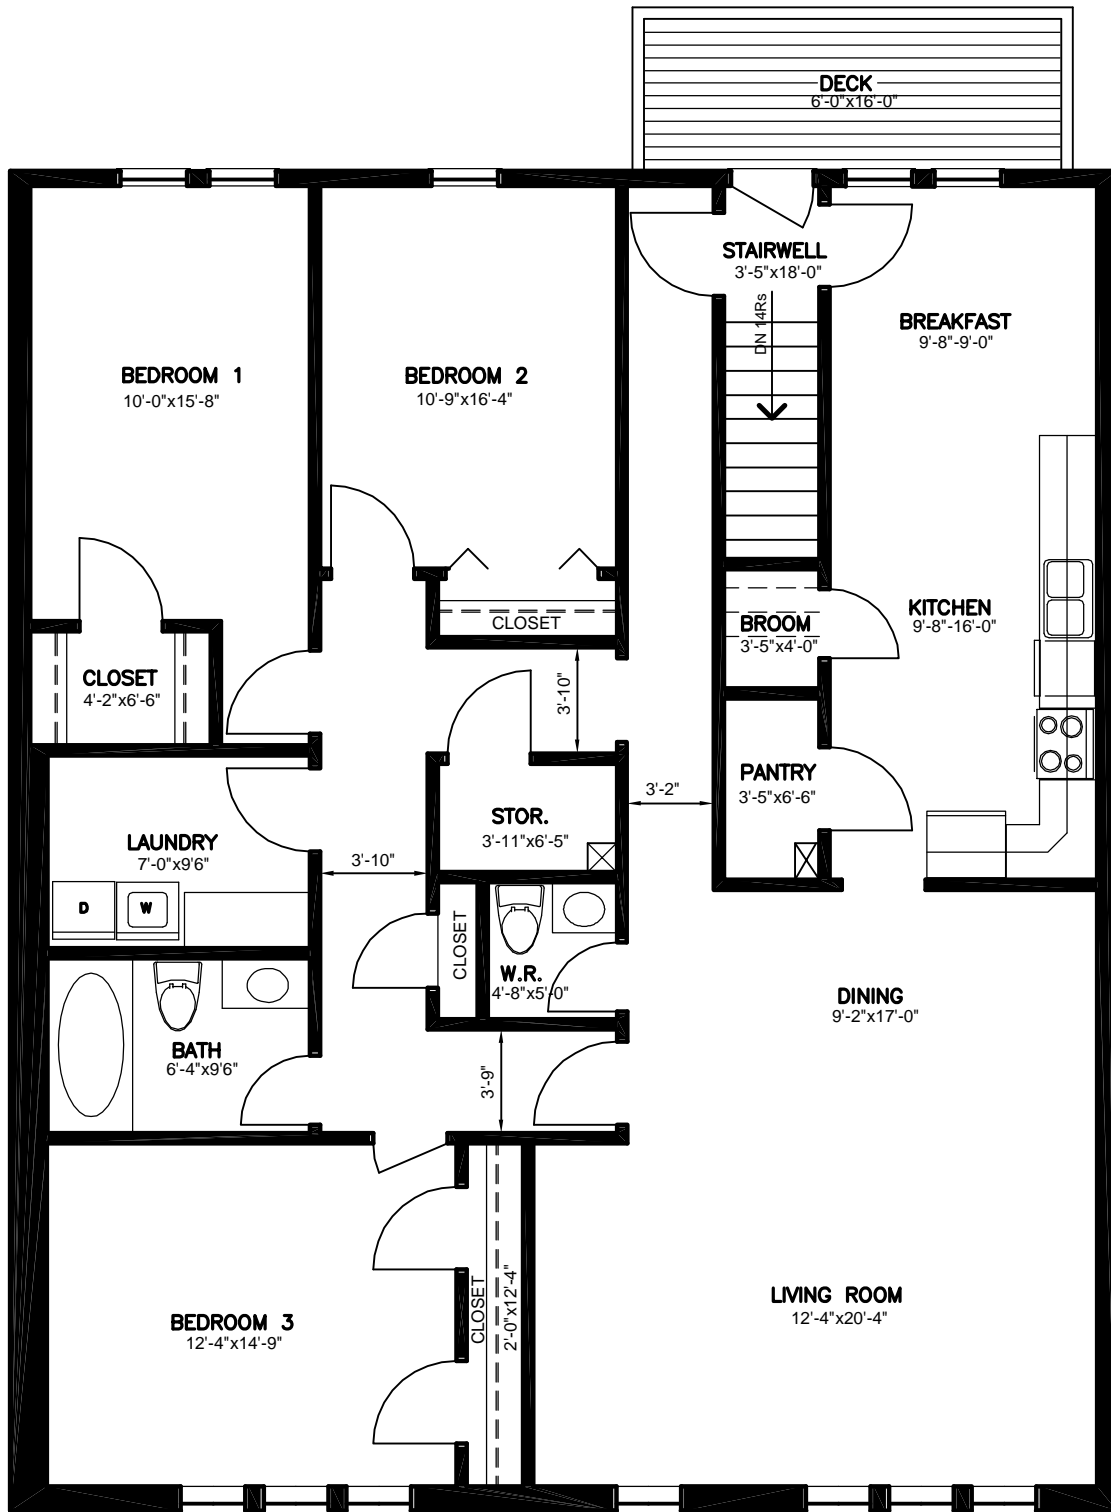 DECK
6'-0"x16'-0"
STAIRWELL
3'-5"x18'-0"
DN 14Rs
BREAKFAST
9'-8"-9'-0"
BEDROOM 1
10'-0"x15'-8"
BEDROOM 2
10'-9"x16'-4"
CLOSET
BROOM
3'-5"x4'-0"
KITCHEN
9'-8"-16'-0"
CLOSET
4'-2"x6'-6"
3'-10"
PANTRY
3'-5"x6'-6"
3'-2"
STOR.
3'-11"x6'-5"
LAUNDRY
7'-0"x9'6"
3'-10"
D
W
CLOSET
W.R.
4'-8"x5'-0"
DINING
9'-2"x17'-0"
BATH
6'-4"x9'6"
3'-9"
BEDROOM 3
12'-4"x14'-9"
CLOSET
2'-0"x12'-4"
LIVING ROOM
12'-4"x20'-4"